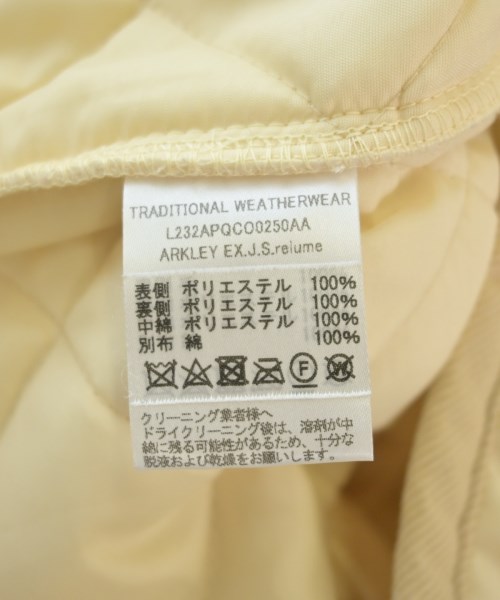 TRADITIONAL WEATHERWEAR
L232APQCO0250AA
ARKLEY EX.J.S.reiume
表側 ポリエステル 100%
裏側 ポリエステル 100%
中綿 ポリエステル 100%
別布 綿 100%
F W
クリーニング業者様へ
ドライクリーニング後は、溶剤が中
綿に残る可能性があるため、十分な
脱液および乾燥をお願いします。